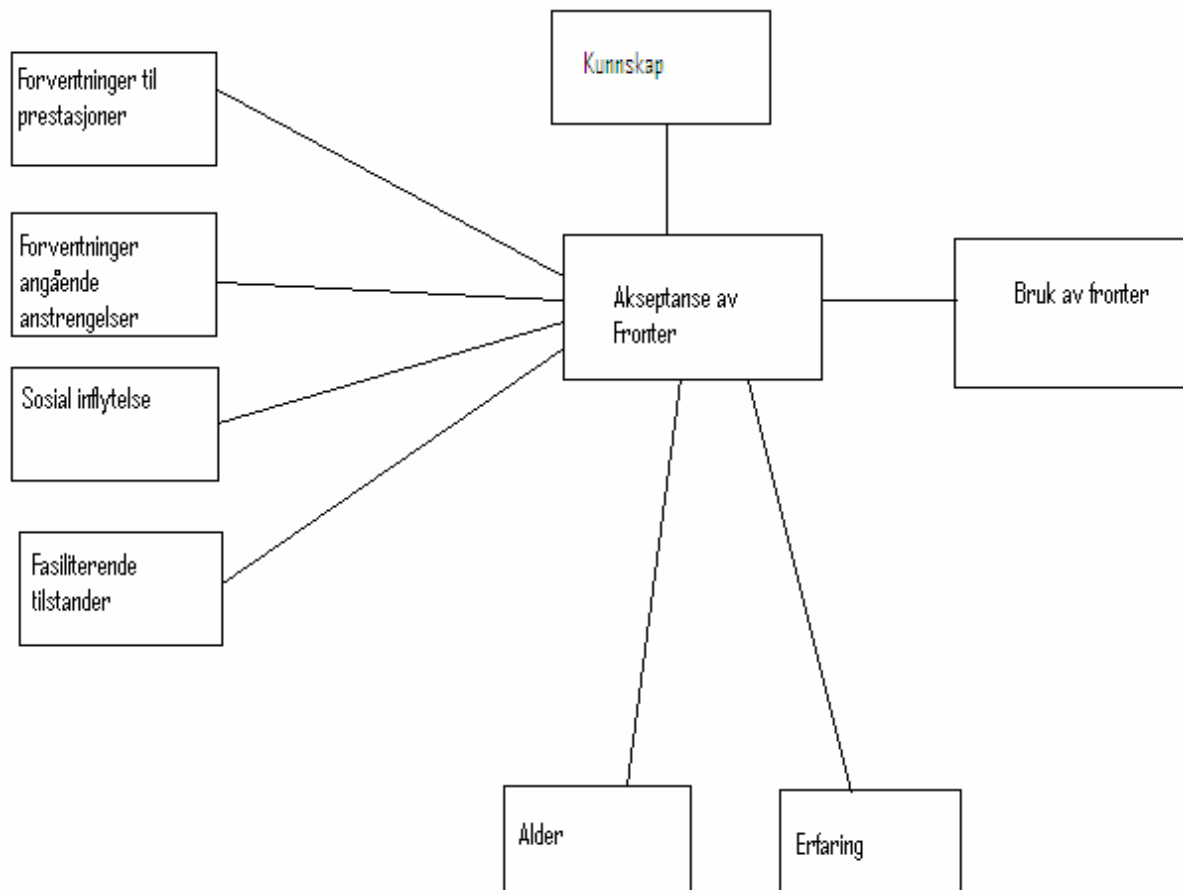 Kunnskap
Forventninger til
prestasjoner
Forventninger
angående
anstrengelser
Akseptanse av
Fronter
Bruk av fronter
Sosial inflytelse
Fasiliterende
tilstander
Alder
Erfaring